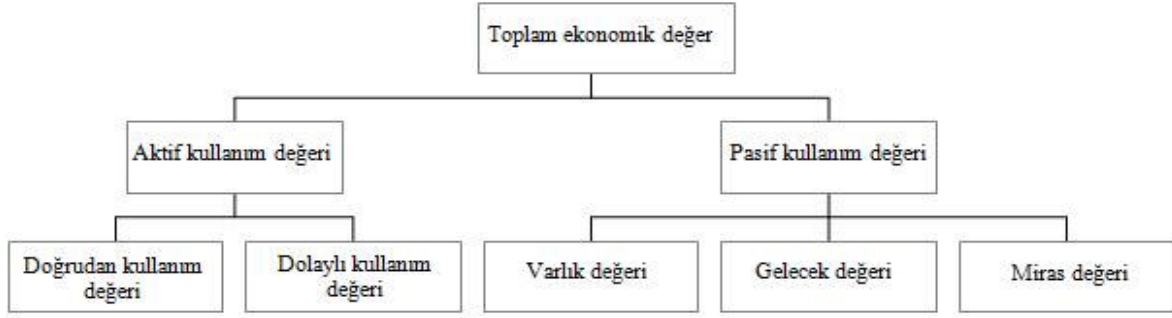 Toplam ekonomik değer
Aktif kullanım değeri
Pasif kullanım değeri
Doğrudan kullanım
değeri
Dolaylı kullanım
değeri
Varlık değeri
Gelecek değeri
Miras değeri